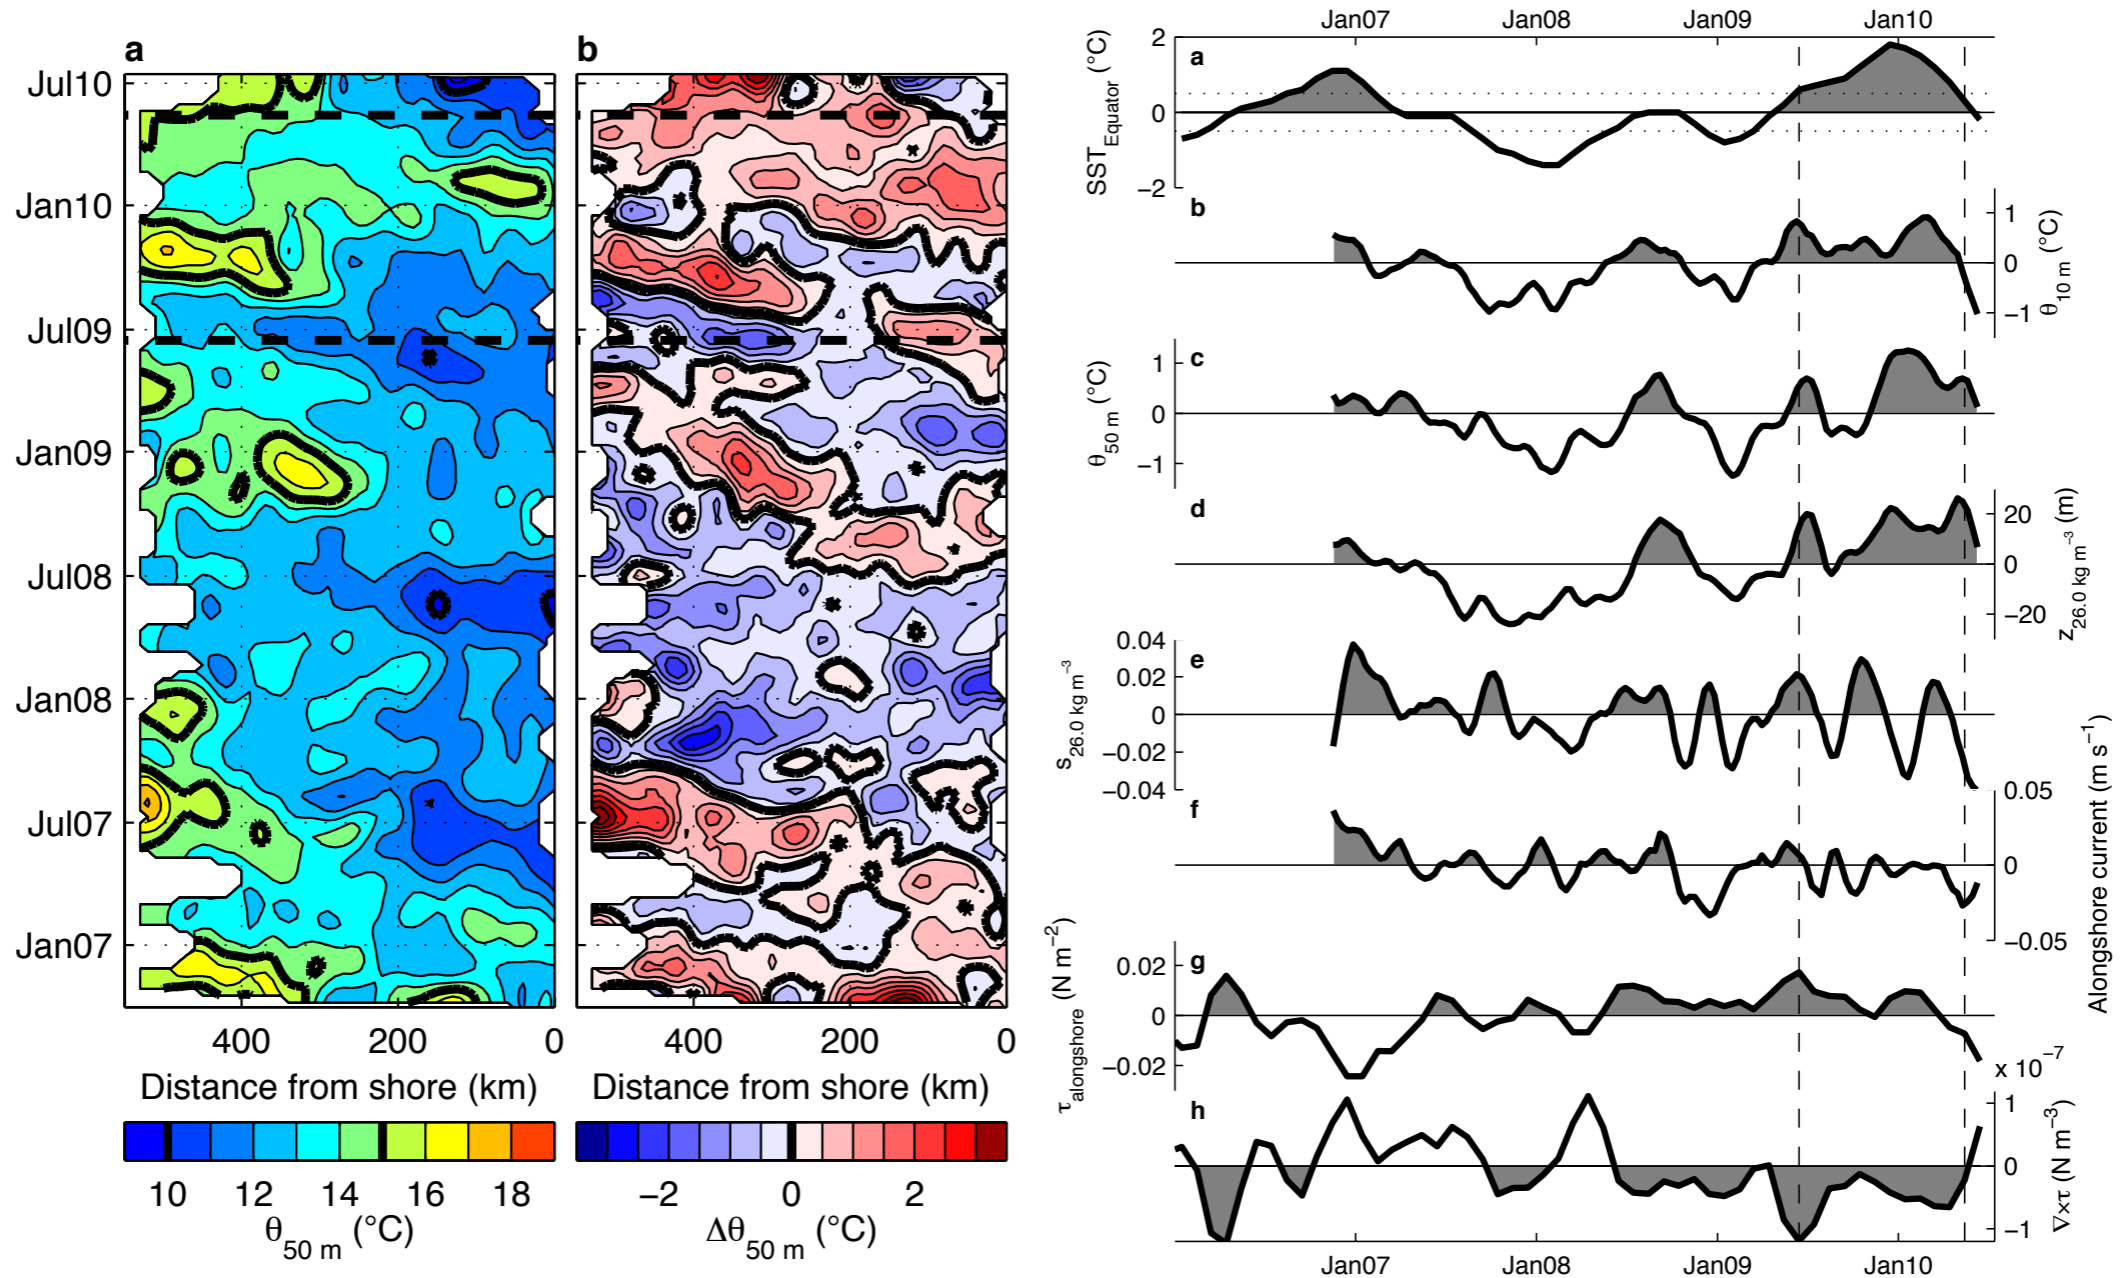 a
b
Jul10
Jan10
Jul09
Jan09
Jul08
Jan08
Jul07
Jan07
400 200 0
400 200 0
Distance from shore (km)
Distance from shore (km)
10 12 14 16 18
−2 0 2
θ50 m (°C)
Δθ50 m (°C)
Jan07 Jan08 Jan09 Jan10
a
2
0
−2
SSTEquator (°C)
b
1
0
−1
θ10 m (°C)
c
1
0
−1
θ50 m (°C)
d
20
0
−20
z26.0 kg m−3 (m)
e
0.04
0.02
0
−0.02
−0.04
s26.0 kg m−3
f
0.05
0
−0.05
Alongshore current (m s−1)
g
0.02
0
−0.02
τalongshore (N m−2)
x 10−7
h
1
0
−1
∇×τ (N m−3)
Jan07 Jan08 Jan09 Jan10